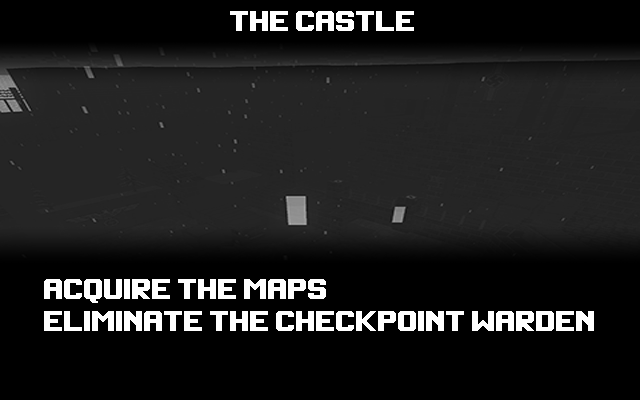 THE CASTLE
ACQUIRE THE MAPS
ELIMINATE THE CHECKPOINT WARDEN